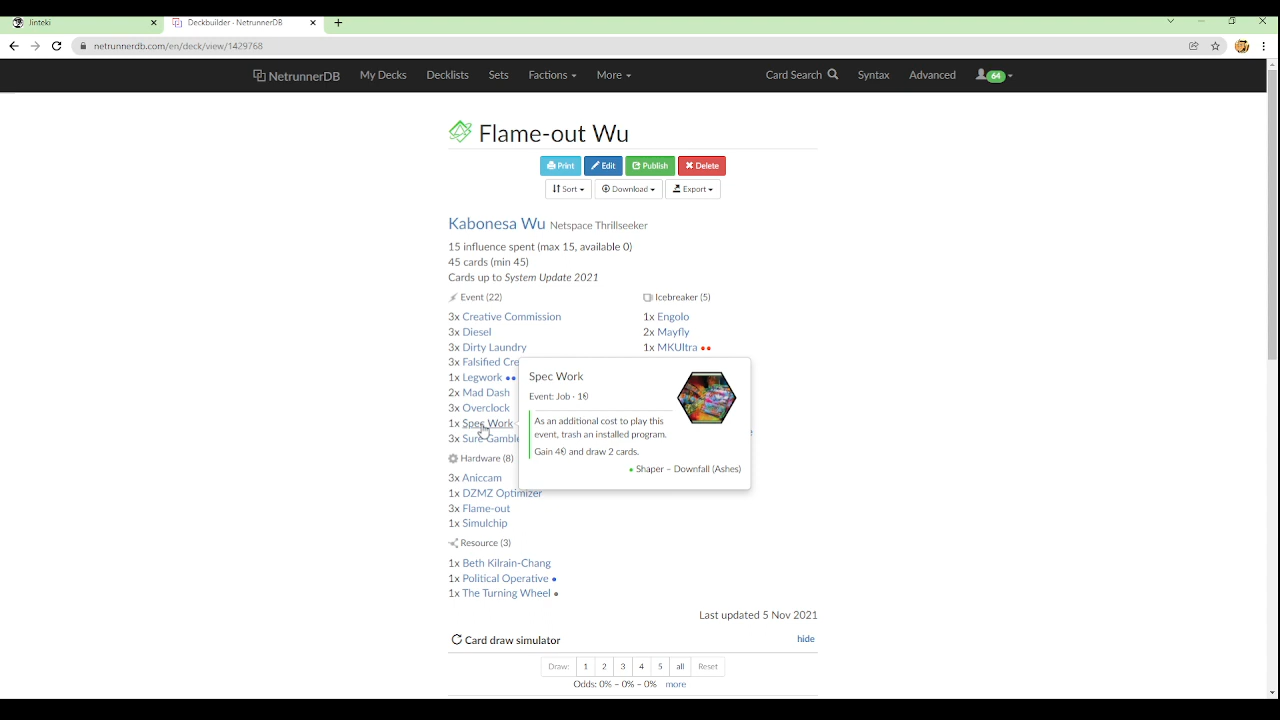 Jinteki
Deckbuilder · NetrunnerDB
netrunnerdb.com/en/deck/view/1429768
NetrunnerDB My Decks Decklists Sets Factions More Card Search Syntax Advanced 64
Flame-out Wu
Print Edit Publish Delete
Sort Download Export
Kabonesa Wu Netspace Thrillseeker
15 influence spent (max 15, available 0)
45 cards (min 45)
Cards up to System Update 2021
Event (22)
3x Creative Commission
3x Diesel
3x Dirty Laundry
3x Falsified Cre
1x Legwork ••
2x Mad Dash
3x Overclock
1x Spec Work
3x Sure Gamble
Hardware (8)
3x Aniccam
1x DZMZ Optimizer
3x Flame-out
1x Simulchip
Resource (3)
1x Beth Kilrain-Chang
1x Political Operative •
1x The Turning Wheel •
Icebreaker (5)
1x Engolo
2x Mayfly
1x MKUltra ••
Spec Work
Event: Job · 1
As an additional cost to play this
event, trash an installed program.
Gain 4 and draw 2 cards.
• Shaper – Downfall (Ashes)
Last updated 5 Nov 2021
Card draw simulator hide
Draw: 1 2 3 4 5 all Reset
Odds: 0% – 0% – 0% more